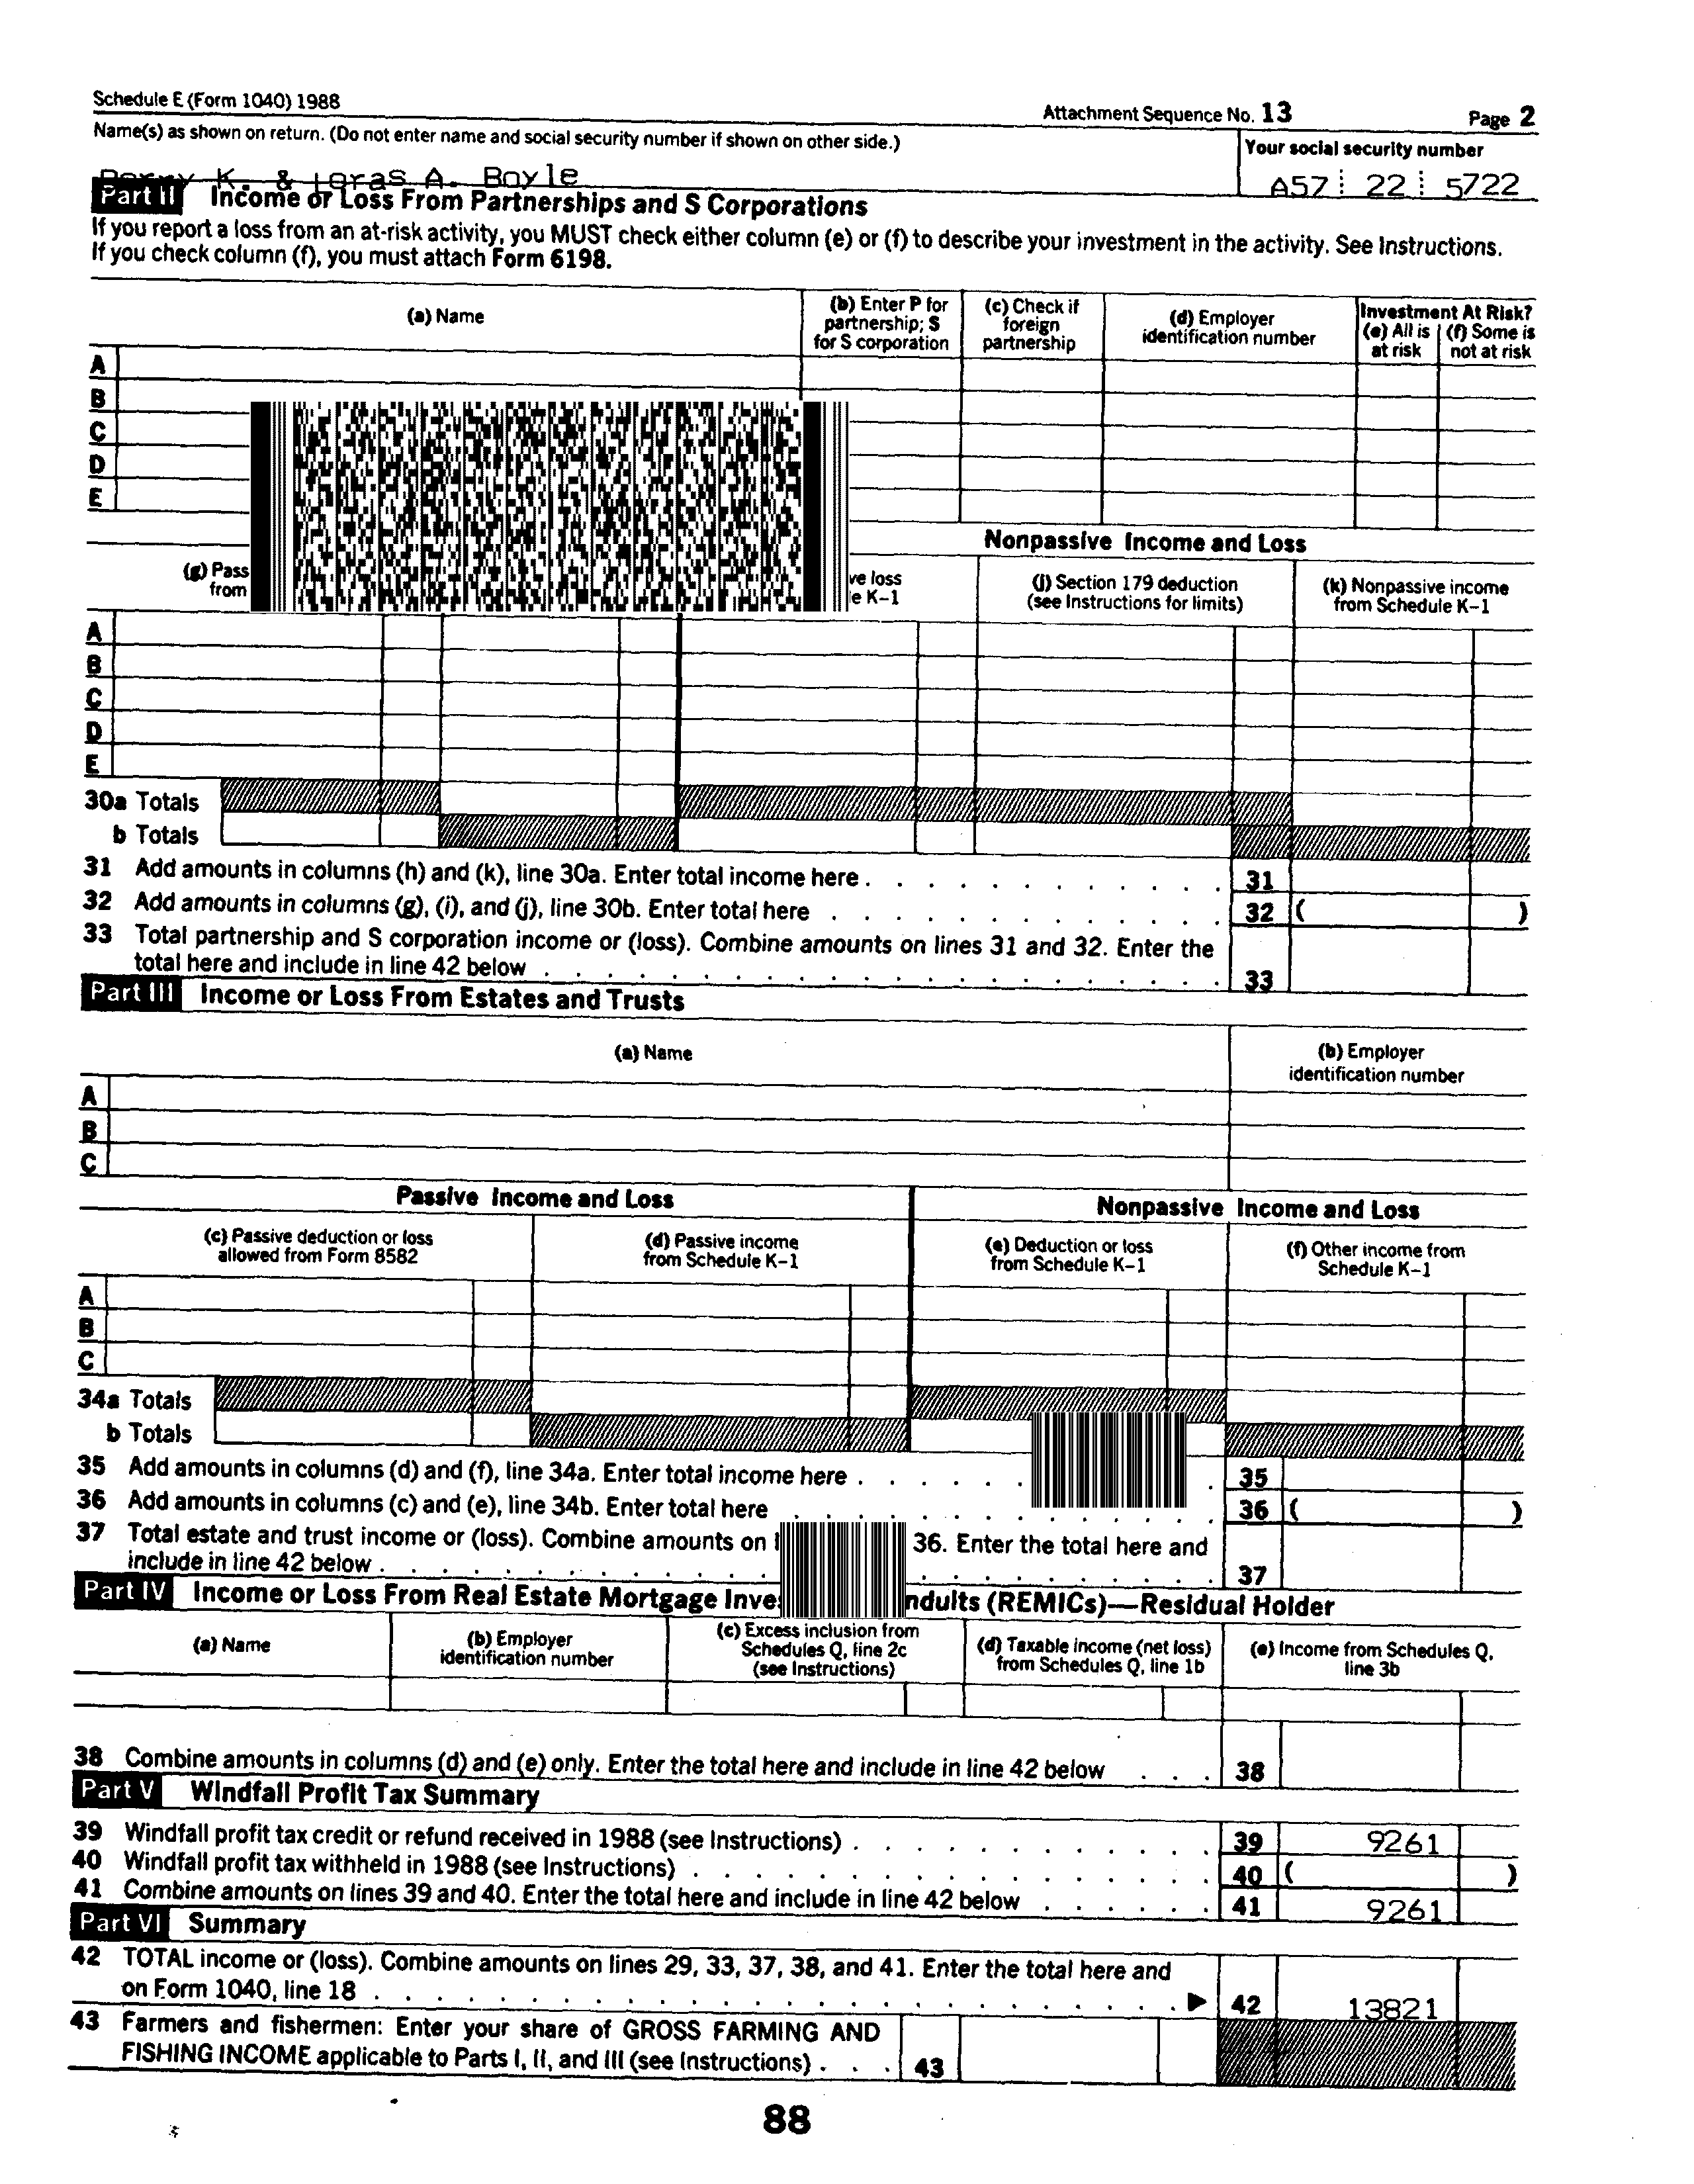 Schedule E (Form 1040) 1988
Attachment Sequence No. 13
Page 2
Name(s) as shown on return. (Do not enter name and social security number if shown on other side.)
Your social security number
K. & A. Boyle
A57 22 5722
Part II Income or Loss From Partnerships and S Corporations
If you report a loss from an at-risk activity, you MUST check either column (e) or (f) to describe your investment in the activity. See Instructions.
If you check column (f), you must attach Form 6198.
(a) Name
(b) Enter P for
partnership; S
for S corporation
(c) Check if
foreign
partnership
(d) Employer
identification number
Investment At Risk?
(e) All is
at risk
(f) Some is
not at risk
A
B
C
D
E
Nonpassive Income and Loss
(g) Pass
from
ve loss
e K-1
(j) Section 179 deduction
(see Instructions for limits)
(k) Nonpassive income
from Schedule K-1
A
B
C
D
E
30a Totals
b Totals
31 Add amounts in columns (h) and (k), line 30a. Enter total income here . . . . . . . . . . . . 31
32 Add amounts in columns (g), (i), and (j), line 30b. Enter total here . . . . . . . . . . . . . 32 ( )
33 Total partnership and S corporation income or (loss). Combine amounts on lines 31 and 32. Enter the
total here and include in line 42 below . . . . . . . . . . . . . . . . . . . . . 33
Part III Income or Loss From Estates and Trusts
(a) Name
(b) Employer
identification number
A
B
C
Passive Income and Loss
Nonpassive Income and Loss
(c) Passive deduction or loss
allowed from Form 8582
(d) Passive income
from Schedule K-1
(e) Deduction or loss
from Schedule K-1
(f) Other income from
Schedule K-1
A
B
C
34a Totals
b Totals
35 Add amounts in columns (d) and (f), line 34a. Enter total income here . . . . . . . 35
36 Add amounts in columns (c) and (e), line 34b. Enter total here . . . . . . . . . . . . . . 36 ( )
37 Total estate and trust income or (loss). Combine amounts on 36. Enter the total here and
include in line 42 below . . . . . . . . . . . . . . . . . . . . . . . 37
Part IV Income or Loss From Real Estate Mortgage Inves nduits (REMICs)—Residual Holder
(a) Name
(b) Employer
identification number
(c) Excess inclusion from
Schedules Q, line 2c
(see Instructions)
(d) Taxable income (net loss)
from Schedules Q, line 1b
(e) Income from Schedules Q,
line 3b
38 Combine amounts in columns (d) and (e) only. Enter the total here and include in line 42 below . . . 38
Part V Windfall Profit Tax Summary
39 Windfall profit tax credit or refund received in 1988 (see Instructions) . . . . . . . . . . . . 39 9261
40 Windfall profit tax withheld in 1988 (see Instructions) . . . . . . . . . . . . . . . . . 40 ( )
41 Combine amounts on lines 39 and 40. Enter the total here and include in line 42 below . . . . . . 41 9261
Part VI Summary
42 TOTAL income or (loss). Combine amounts on lines 29, 33, 37, 38, and 41. Enter the total here and
on Form 1040, line 18 . . . . . . . . . . . . . . . . . . . . . . . . . ▶ 42 13821
43 Farmers and fishermen: Enter your share of GROSS FARMING AND
FISHING INCOME applicable to Parts I, II, and III (see Instructions) . . . 43
88